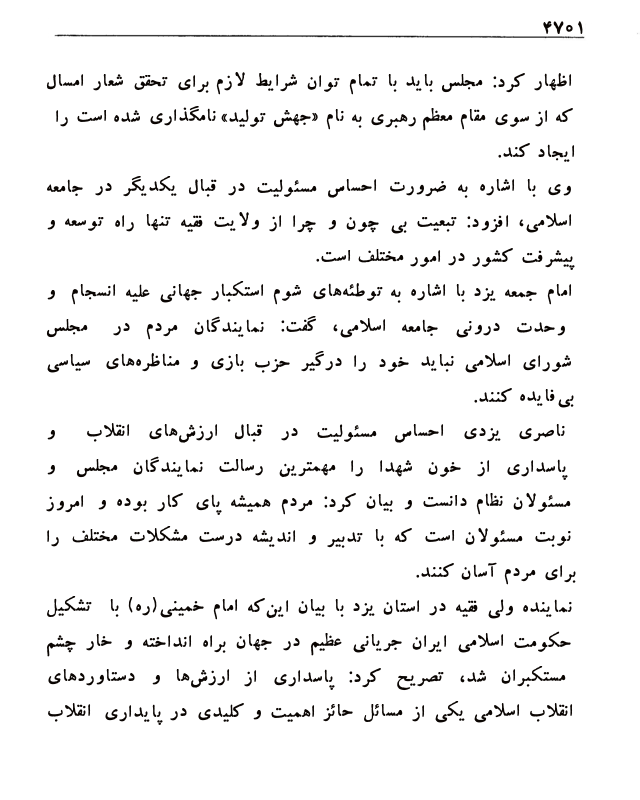 ۴۷۰۱
اظهار کرد: مجلس باید با تمام توان شرایط لازم برای تحقق شعار امسال
که از سوی مقام معظم رهبری به نام «جهش تولید» نامگذاری شده است را
ایجاد کند.
وی با اشاره به ضرورت احساس مسئولیت در قبال یکدیگر در جامعه
اسلامی، افزود: تبعیت بی چون و چرا از ولایت فقیه تنها راه توسعه و
پیشرفت کشور در امور مختلف است.
امام جمعه یزد با اشاره به توطئه‌های شوم استکبار جهانی علیه انسجام و
وحدت درونی جامعه اسلامی، گفت: نمایندگان مردم در مجلس
شورای اسلامی نباید خود را درگیر حزب بازی و مناظره‌های سیاسی
بی‌فایده کنند.
ناصری یزدی احساس مسئولیت در قبال ارزش‌های انقلاب و
پاسداری از خون شهدا را مهمترین رسالت نمایندگان مجلس و
مسئولان نظام دانست و بیان کرد: مردم همیشه پای کار بوده و امروز
نوبت مسئولان است که با تدبیر و اندیشه درست مشکلات مختلف را
برای مردم آسان کنند.
نماینده ولی فقیه در استان یزد با بیان این‌که امام خمینی(ره) با تشکیل
حکومت اسلامی ایران جریانی عظیم در جهان براه انداخته و خار چشم
مستکبران شد، تصریح کرد: پاسداری از ارزش‌ها و دستاوردهای
انقلاب اسلامی یکی از مسائل حائز اهمیت و کلیدی در پایداری انقلاب